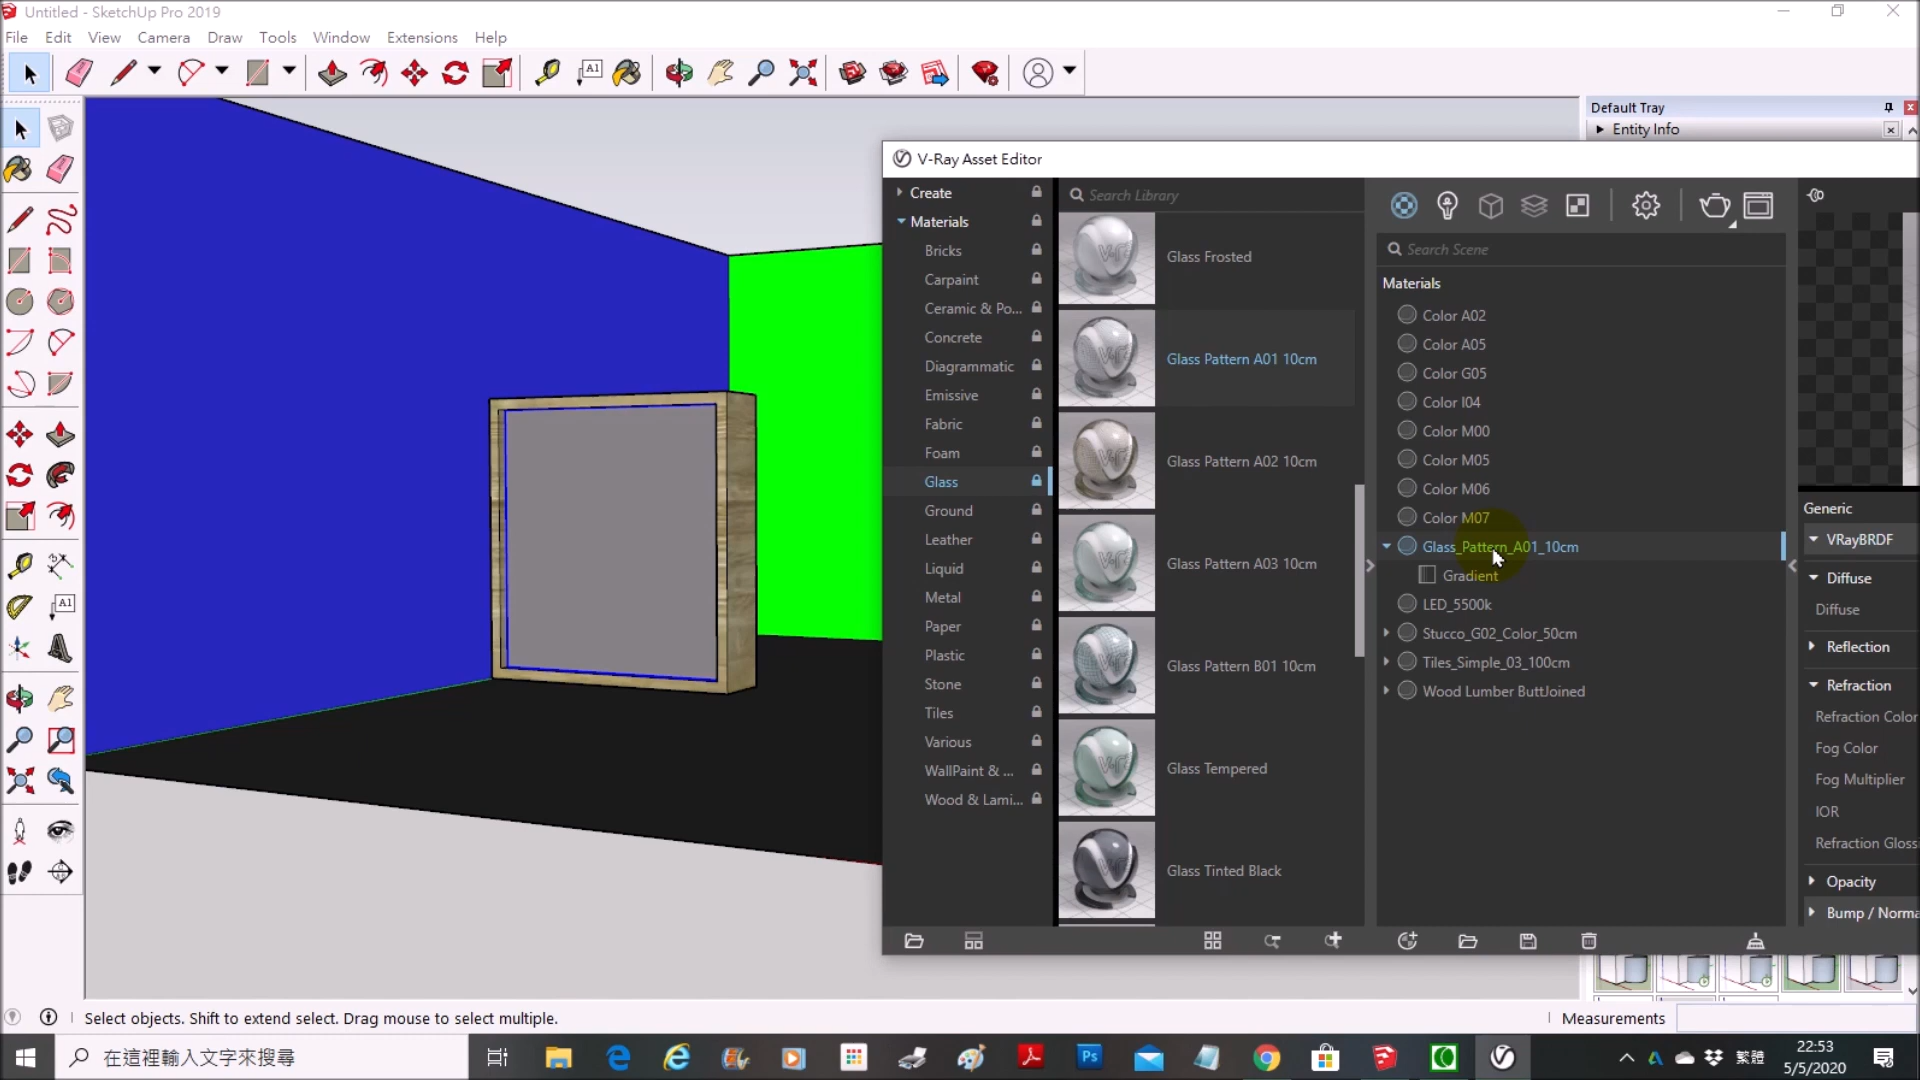 Untitled - SketchUp Pro 2019
File Edit View Camera Draw Tools Window Extensions Help
Default Tray
Entity Info
V-Ray Asset Editor
Create
Materials
Bricks
Carpaint
Ceramic & Po...
Concrete
Diagrammatic
Emissive
Fabric
Foam
Glass
Ground
Leather
Liquid
Metal
Paper
Plastic
Stone
Tiles
Various
WallPaint & ...
Wood & Lami...
Search Library
Glass Frosted
Glass Pattern A01 10cm
Glass Pattern A02 10cm
Glass Pattern A03 10cm
Glass Pattern B01 10cm
Glass Tempered
Glass Tinted Black
Search Scene
Materials
Color A02
Color A05
Color G05
Color I04
Color M00
Color M05
Color M06
Color M07
Glass_Pattern_A01_10cm
Gradient
LED_5500k
Stucco_G02_Color_50cm
Tiles_Simple_03_100cm
Wood Lumber ButtJoined
Generic
VRayBRDF
Diffuse
Diffuse
Reflection
Refraction
Refraction Color
Fog Color
Fog Multiplier
IOR
Refraction Gloss
Opacity
Bump / Norma
Select objects. Shift to extend select. Drag mouse to select multiple.
Measurements
在這裡輸入文字來搜尋
繁體
22:53
5/5/2020